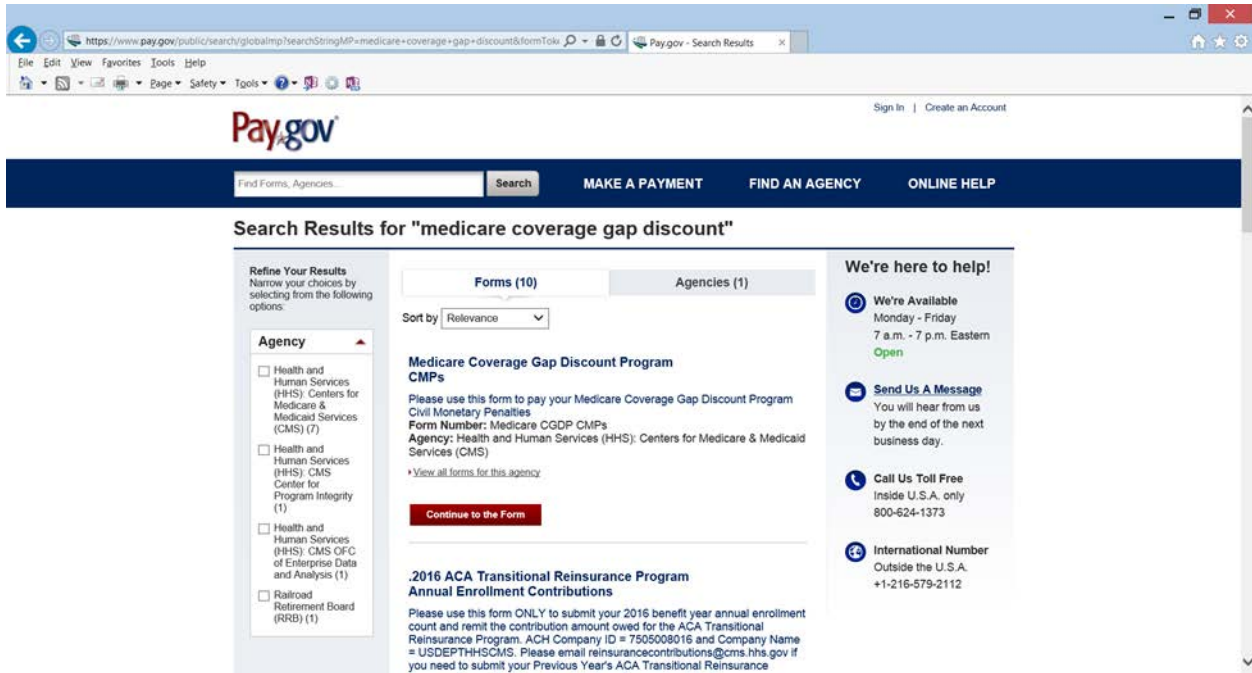 https://www.pay.gov/public/search/globalmp?searchStringMP=medicare+coverage+gap+discount&formTok
Pay.gov - Search Results
File Edit View Favorites Tools Help
Page Safety Tools
Sign In | Create an Account
Pay.gov
Find Forms, Agencies...
Search
MAKE A PAYMENT
FIND AN AGENCY
ONLINE HELP
Search Results for "medicare coverage gap discount"
Refine Your Results
Narrow your choices by
selecting from the following
options:
Agency
Health and
Human Services
(HHS): Centers for
Medicare &
Medicaid Services
(CMS) (7)
Health and
Human Services
(HHS): CMS
Center for
Program Integrity
(1)
Health and
Human Services
(HHS): CMS OFC
of Enterprise Data
and Analysis (1)
Railroad
Retirement Board
(RRB) (1)
Forms (10)
Agencies (1)
Sort by Relevance
Medicare Coverage Gap Discount Program
CMPs
Please use this form to pay your Medicare Coverage Gap Discount Program
Civil Monetary Penalties
Form Number: Medicare CGDP CMPs
Agency: Health and Human Services (HHS): Centers for Medicare & Medicaid
Services (CMS)
View all forms for this agency
Continue to the Form
.2016 ACA Transitional Reinsurance Program
Annual Enrollment Contributions
Please use this form ONLY to submit your 2016 benefit year annual enrollment
count and remit the contribution amount owed for the ACA Transitional
Reinsurance Program. ACH Company ID = 7505008016 and Company Name
= USDEPTHHSCMS. Please email reinsurancecontributions@cms.hhs.gov if
you need to submit your Previous Year's ACA Transitional Reinsurance
We're here to help!
We're Available
Monday - Friday
7 a.m. - 7 p.m. Eastern
Open
Send Us A Message
You will hear from us
by the end of the next
business day.
Call Us Toll Free
Inside U.S.A. only
800-624-1373
International Number
Outside the U.S.A.
+1-216-579-2112